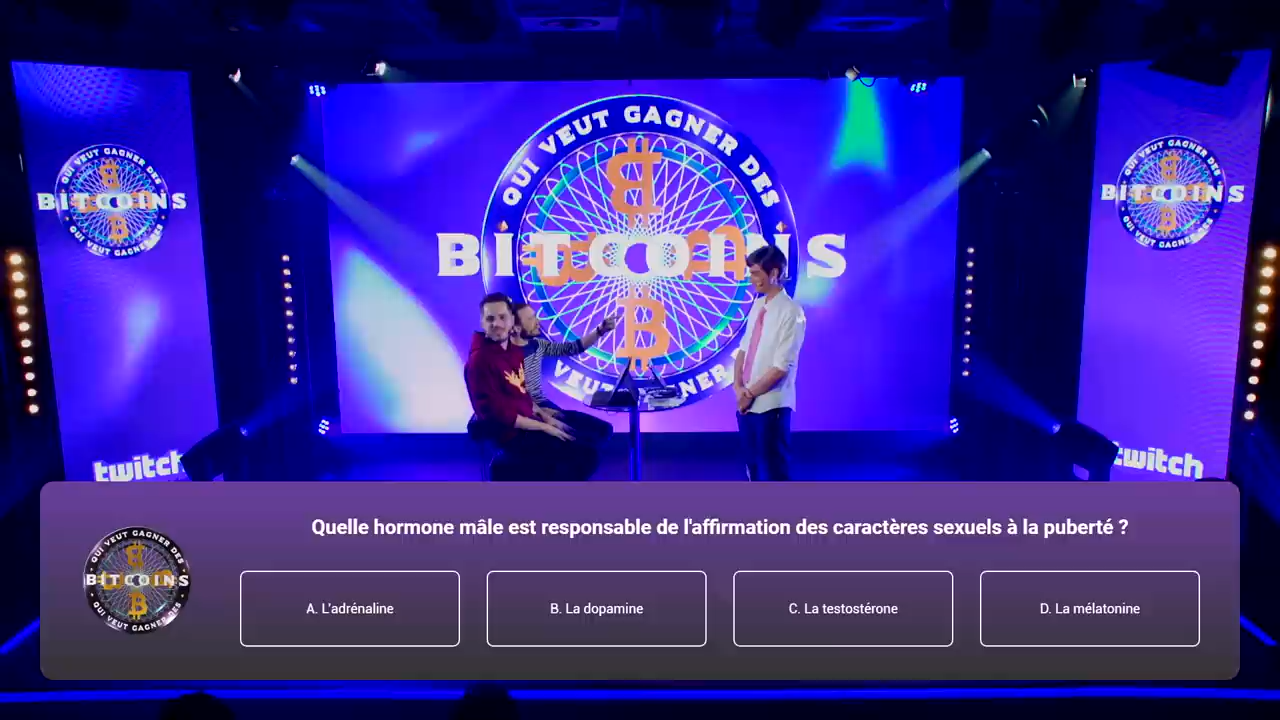 QUI VEUT GAGNER DES
BITCOINS
QUI VEUT GAGNER DES
QUI VEUT GAGNER DES
BITCOINS
VEUT GAGNER
QUI VEUT GAGNER DES
BITCOINS
QUI VEUT GAGNER DES
twitch
twitch
Quelle hormone mâle est responsable de l'affirmation des caractères sexuels à la puberté ?
QUI VEUT GAGNER DES
BITCOINS
QUI VEUT GAGNER DES
A. L'adrénaline
B. La dopamine
C. La testostérone
D. La mélatonine